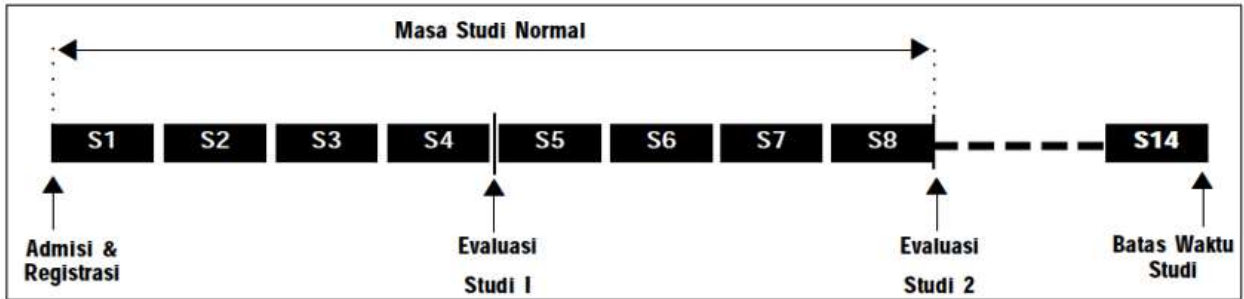 Masa Studi Normal
S1 S2 S3 S4 S5 S6 S7 S8 S14
Admisi &
Registrasi
Evaluasi
Studi I
Evaluasi
Studi 2
Batas Waktu
Studi